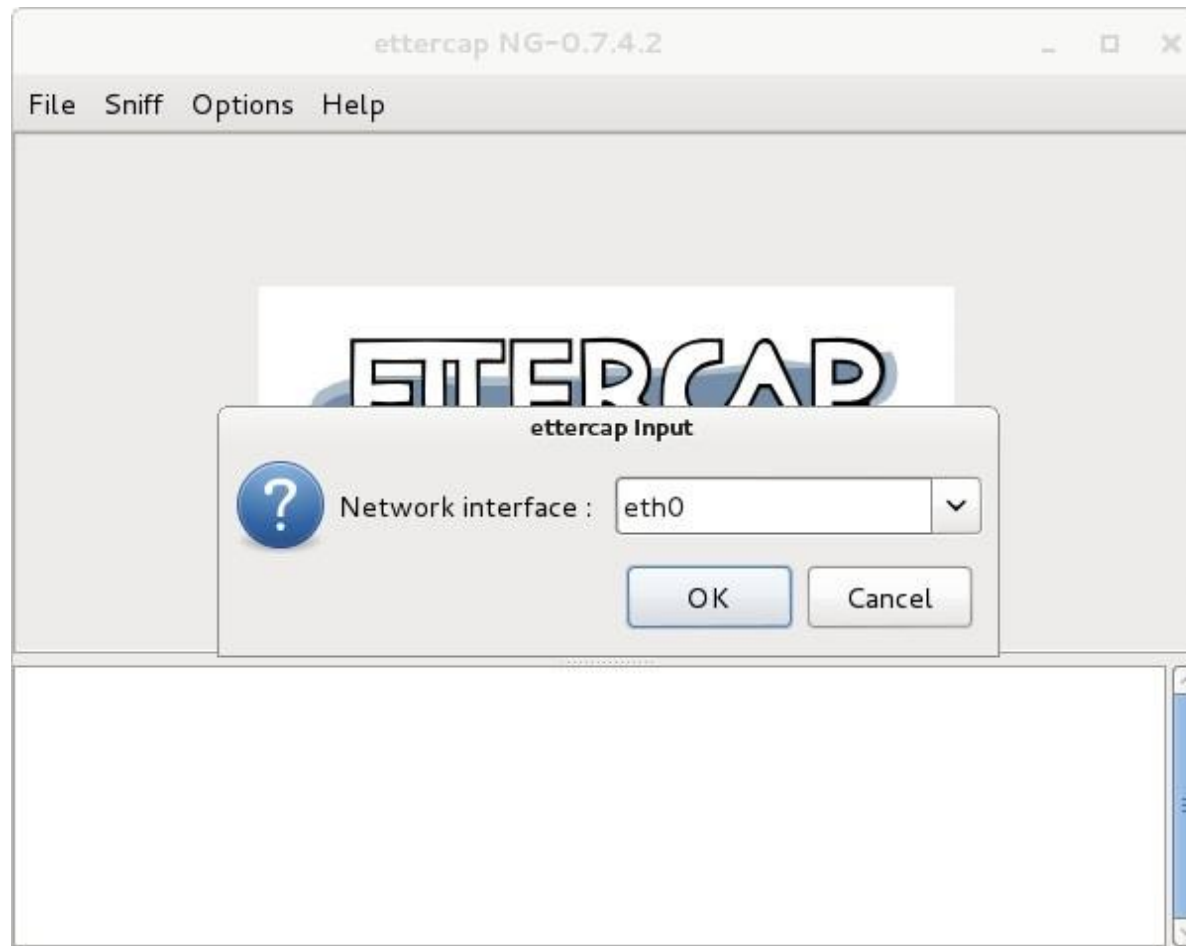 ettercap NG-0.7.4.2
File Sniff Options Help
ETTERCAP
ettercap Input
Network interface : eth0
OK Cancel